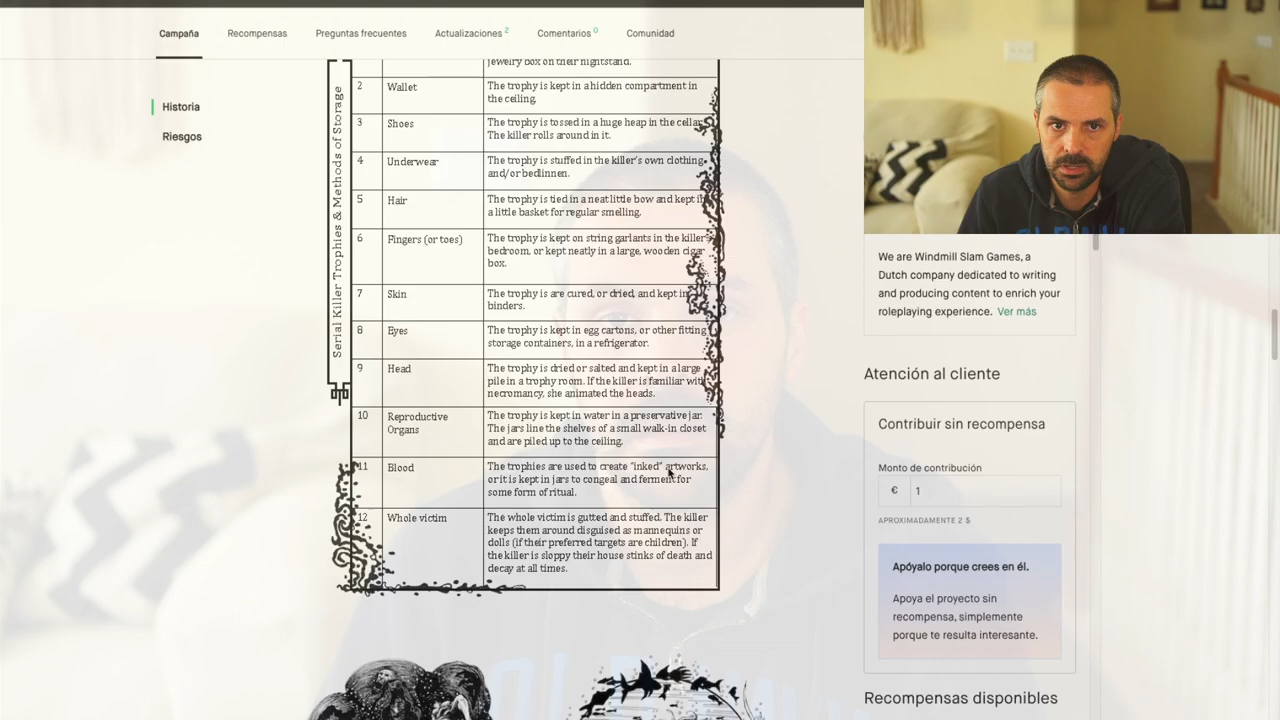 Campaña
Recompensas
Preguntas frecuentes
Actualizaciones 2
Comentarios 0
Comunidad
Historia
Riesgos
Serial Killer Trophies & Methods of Storage
jewelry box on their nightstand.
2
Wallet
The trophy is kept in a hidden compartment in
the ceiling.
3
Shoes
The trophy is tossed in a huge heap in the cellar.
The killer rolls around in it.
4
Underwear
The trophy is stuffed in the killer's own clothing
and/or bedlinnen.
5
Hair
The trophy is tied in a neat little bow and kept in
a little basket for regular smelling.
6
Fingers (or toes)
The trophy is kept on string garlants in the killer's
bedroom, or kept neatly in a large, wooden cigar
box.
7
Skin
The trophy is are cured, or dried, and kept in
binders.
8
Eyes
The trophy is kept in egg cartons, or other fitting
storage containers, in a refrigerator.
9
Head
The trophy is dried or salted and kept in a large
pile in a trophy room. If the killer is familiar with
necromancy, she animated the heads.
10
Reproductive
Organs
The trophy is kept in water in a preservative jar.
The jars line the shelves of a small walk-in closet
and are piled up to the ceiling.
11
Blood
The trophies are used to create "inked" artworks,
or it is kept in jars to congeal and ferment for
some form of ritual.
12
Whole victim
The whole victim is gutted and stuffed. The killer
keeps them around disguised as mannequins or
dolls (if their preferred targets are children). If
the killer is sloppy their house stinks of death and
decay at all times.
We are Windmill Slam Games, a
Dutch company dedicated to writing
and producing content to enrich your
roleplaying experience. Ver más
Atención al cliente
Contribuir sin recompensa
Monto de contribución
€ 1
APROXIMADAMENTE 2 $
Apóyalo porque crees en él.
Apoya el proyecto sin
recompensa, simplemente
porque te resulta interesante.
Recompensas disponibles